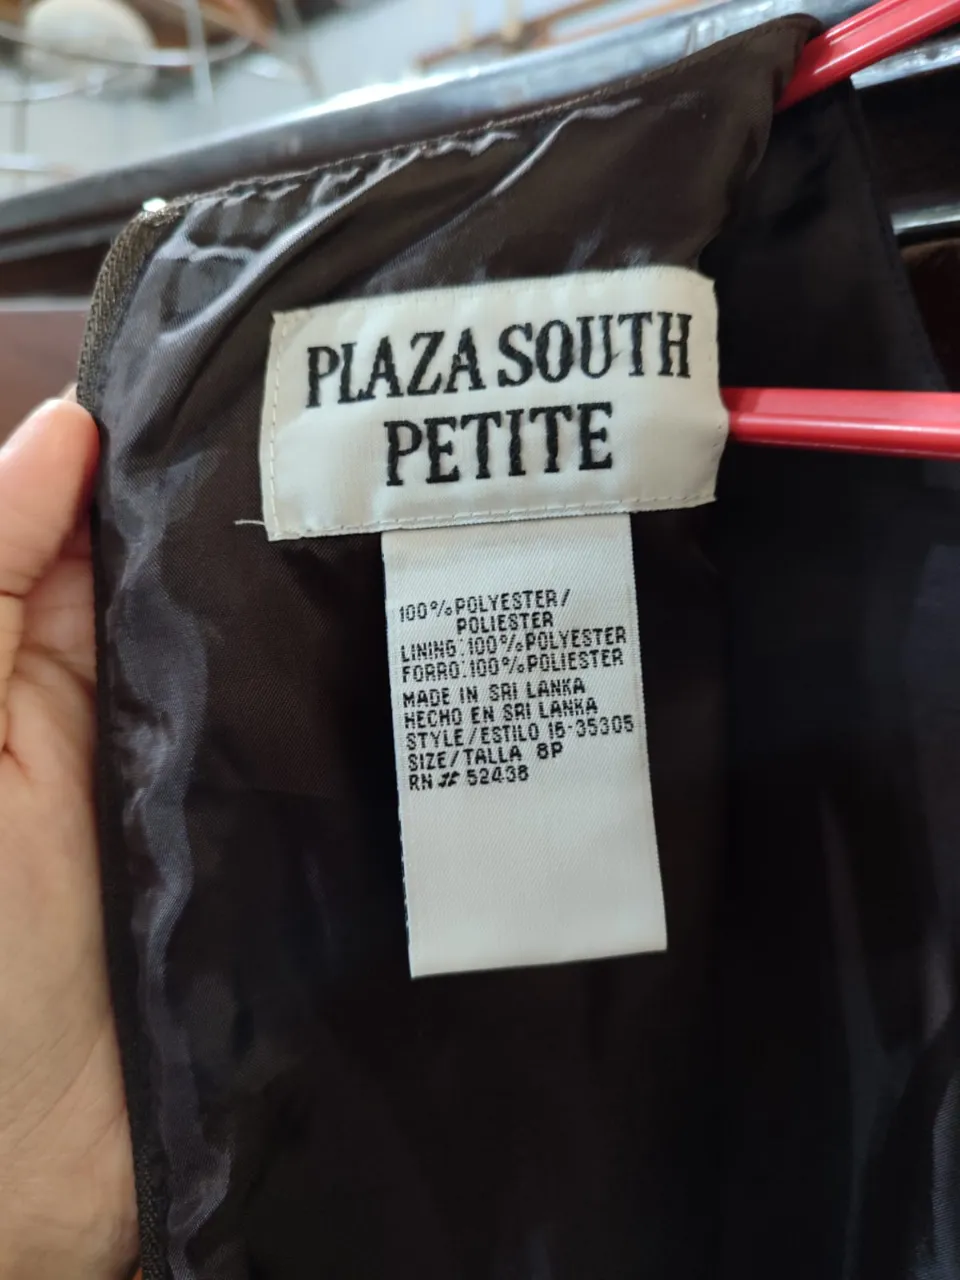 PLAZA SOUTH
PETITE
100%POLYESTER/
POLIESTER
LINING:100%POLYESTER
FORRO:100%POLIESTER
MADE IN SRI LANKA
HECHO EN SRI LANKA
STYLE/ESTILO 16-35305
SIZE/TALLA 8P
RN # 52438